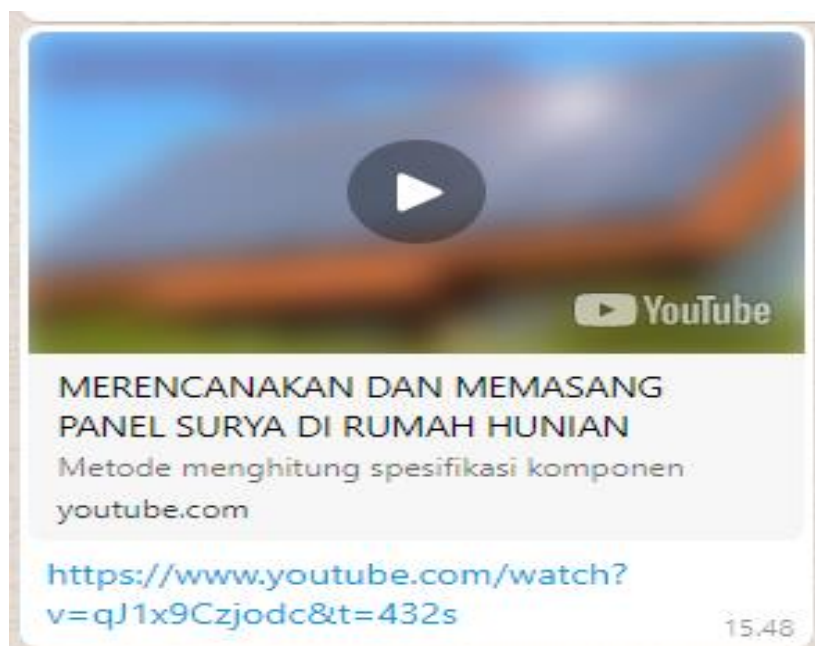 YouTube
MERENCANAKAN DAN MEMASANG
PANEL SURYA DI RUMAH HUNIAN
Metode menghitung spesifikasi komponen
youtube.com
https://www.youtube.com/watch?
v=qJ1x9Czjodc&t=432s
15.48